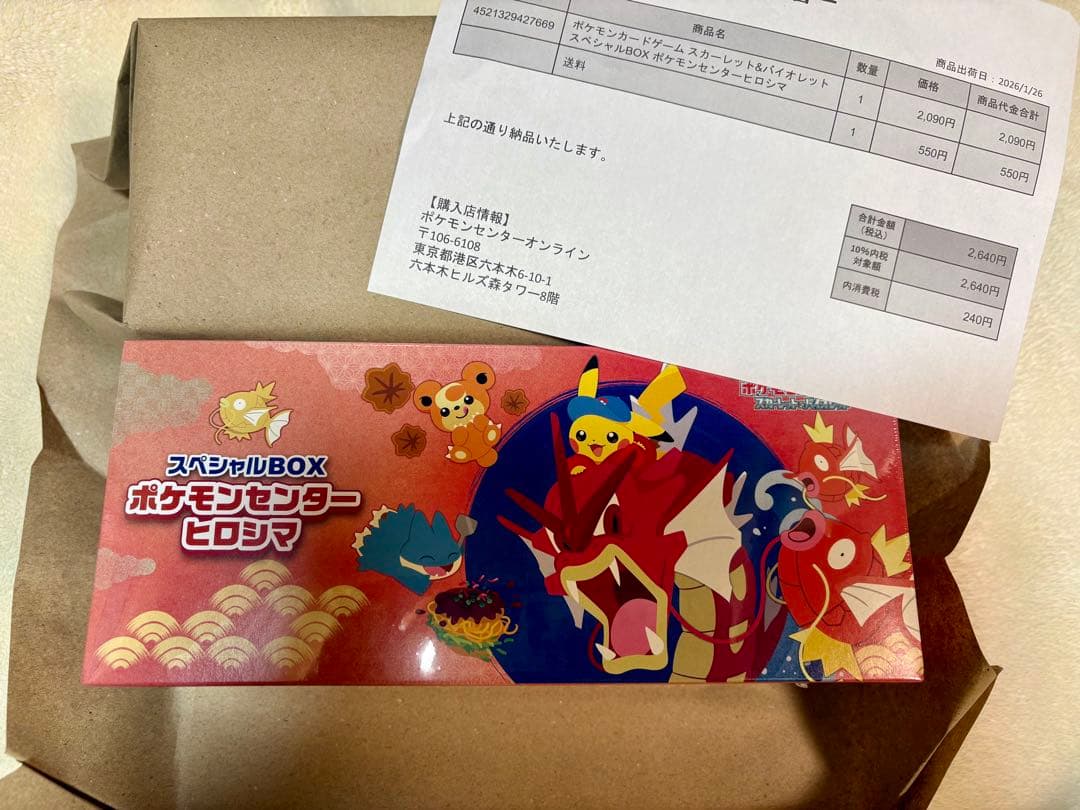 商品出荷日：2026/1/26
商品名
数量
価格
商品代金合計
4521329427669
ポケモンカードゲーム スカーレット&バイオレット
スペシャルBOX ポケモンセンターヒロシマ
1
2,090円
2,090円
送料
1
550円
550円
上記の通り納品いたします。
【購入店情報】
ポケモンセンターオンライン
〒106-6108
東京都港区六本木6-10-1
六本木ヒルズ森タワー8階
合計金額
(税込)
2,640円
10%内税
対象額
2,640円
内消費税
240円
スペシャルBOX
ポケモンセンター
ヒロシマ